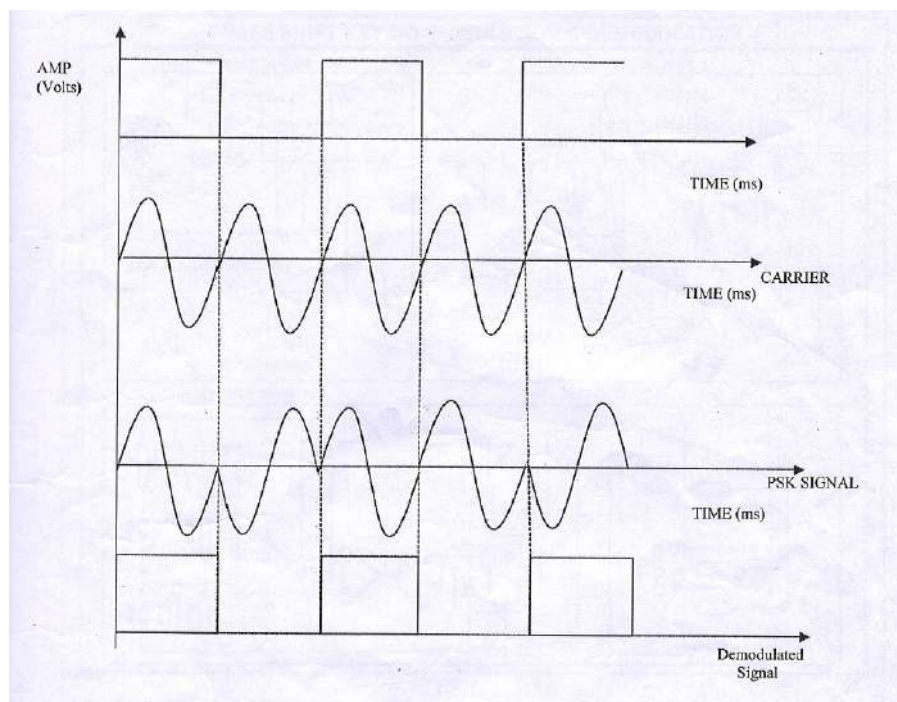 AMP
(Volts)
TIME (ms)
CARRIER
TIME (ms)
PSK SIGNAL
TIME (ms)
Demodulated
Signal